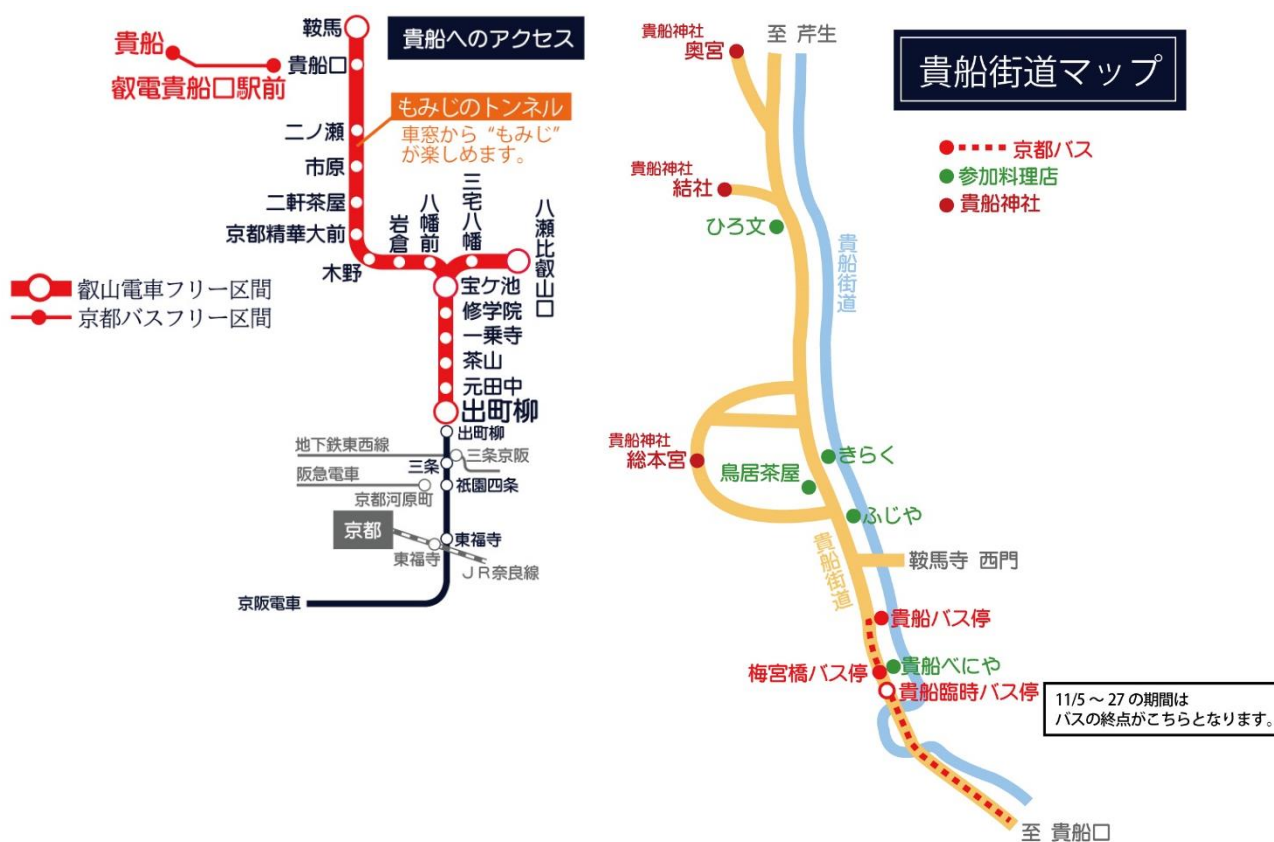 貴船へのアクセス
鞍馬
貴船口
貴船
叡電貴船口駅前
もみじのトンネル
車窓から “もみじ”
が楽しめます。
二ノ瀬
市原
二軒茶屋
京都精華大前
木野
岩倉
八幡前
三宅八幡
八瀬比叡山口
宝ケ池
修学院
一乗寺
茶山
元田中
出町柳
叡山電車フリー区間
京都バスフリー区間
出町柳
地下鉄東西線
三条京阪
三条
阪急電車
京都河原町
祇園四条
京都
東福寺
東福寺
JR奈良線
京阪電車
貴船街道マップ
京都バス
参加料理店
貴船神社
至 芹生
貴船神社
奥宮
貴船神社
結社
ひろ文
貴船街道
貴船神社
総本宮
きらく
鳥居茶屋
ふじや
貴船街道
鞍馬寺 西門
貴船バス停
貴船べにや
梅宮橋バス停
貴船臨時バス停
11/5～27の期間は
バスの終点がこちらとなります。
至 貴船口